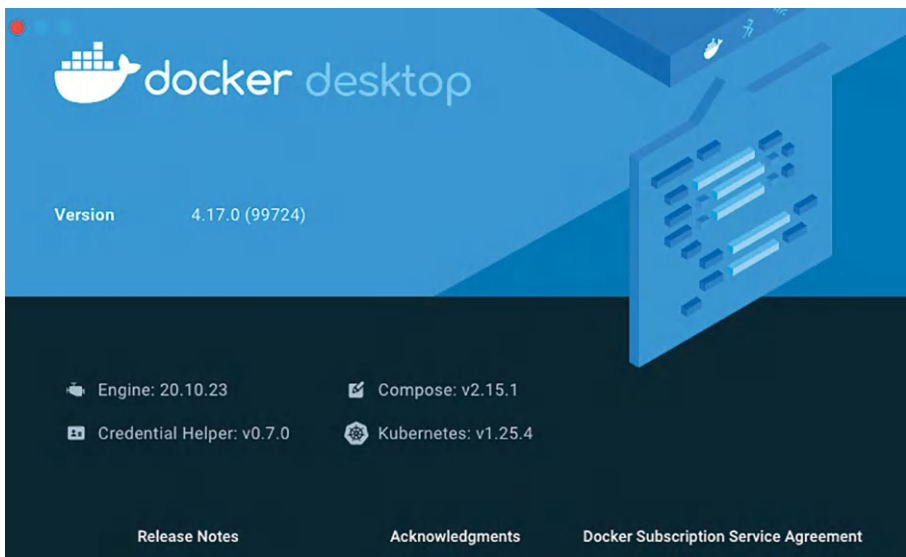 docker desktop
Version 4.17.0 (99724)
Engine: 20.10.23 Compose: v2.15.1
Credential Helper: v0.7.0 Kubernetes: v1.25.4
Release Notes Acknowledgments Docker Subscription Service Agreement